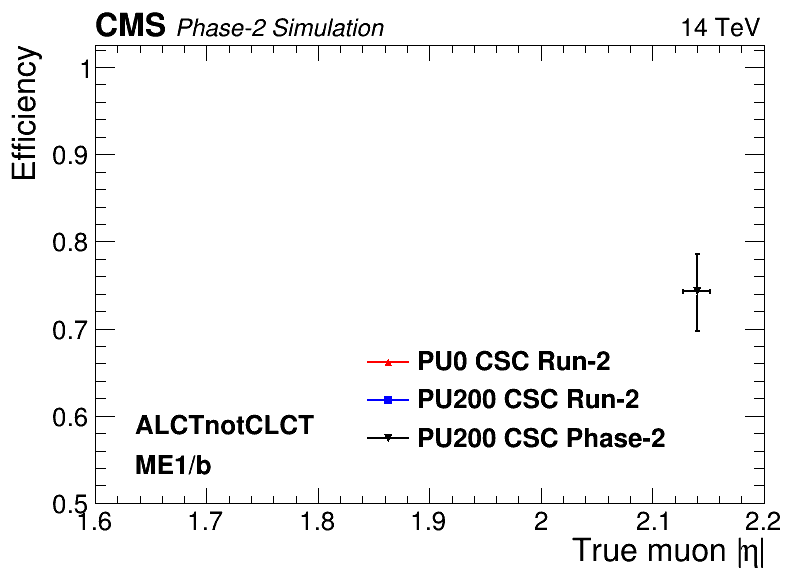 CMS Phase-2 Simulation 14 TeV
Efficiency
1
0.9
0.8
0.7
0.6
0.5
PU0 CSC Run-2
PU200 CSC Run-2
PU200 CSC Phase-2
ALCTnotCLCT
ME1/b
1.6 1.7 1.8 1.9 2 2.1 2.2
True muon |η|